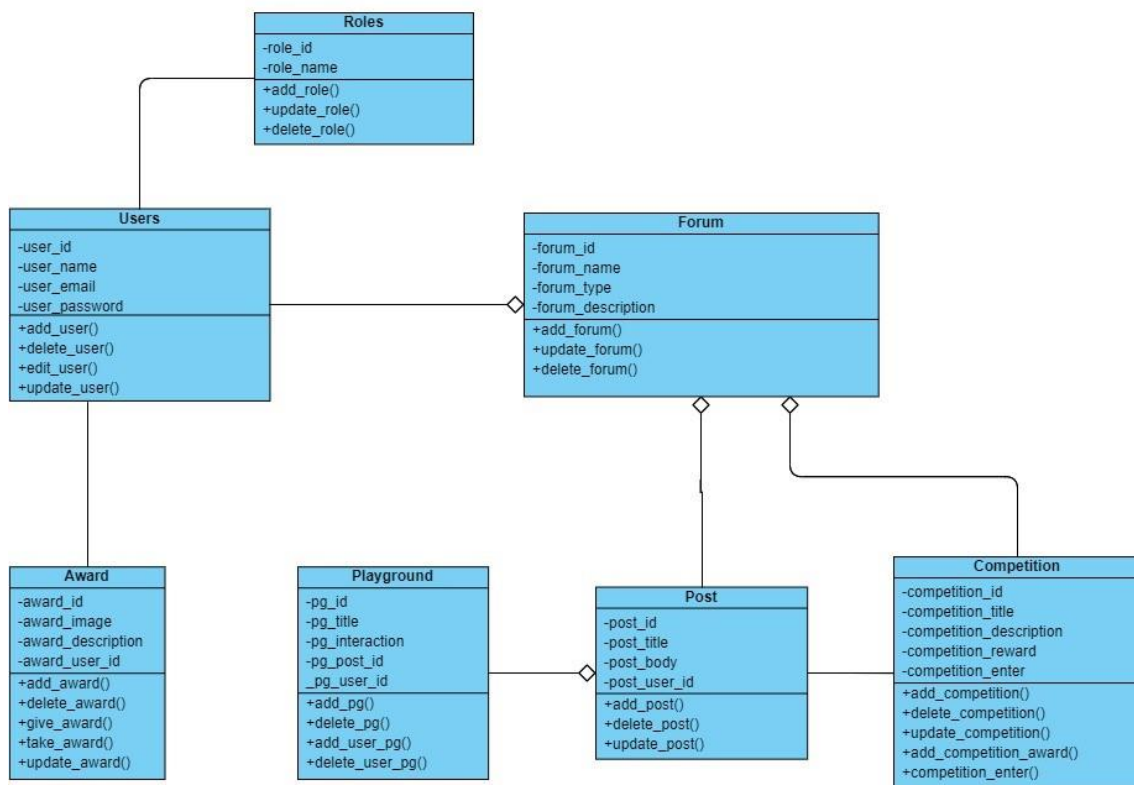 Roles
-role_id
-role_name
+add_role()
+update_role()
+delete_role()
Users
-user_id
-user_name
-user_email
-user_password
+add_user()
+delete_user()
+edit_user()
+update_user()
Forum
-forum_id
-forum_name
-forum_type
-forum_description
+add_forum()
+update_forum()
+delete_forum()
Award
-award_id
-award_image
-award_description
-award_user_id
+add_award()
+delete_award()
+give_award()
+take_award()
+update_award()
Playground
-pg_id
-pg_title
-pg_interaction
-pg_post_id
_pg_user_id
+add_pg()
+delete_pg()
+add_user_pg()
+delete_user_pg()
Post
-post_id
-post_title
-post_body
-post_user_id
+add_post()
+delete_post()
+update_post()
Competition
-competition_id
-competition_title
-competition_description
-competition_reward
-competition_enter
+add_competition()
+delete_competition()
+update_competition()
+add_competition_award()
+competition_enter()